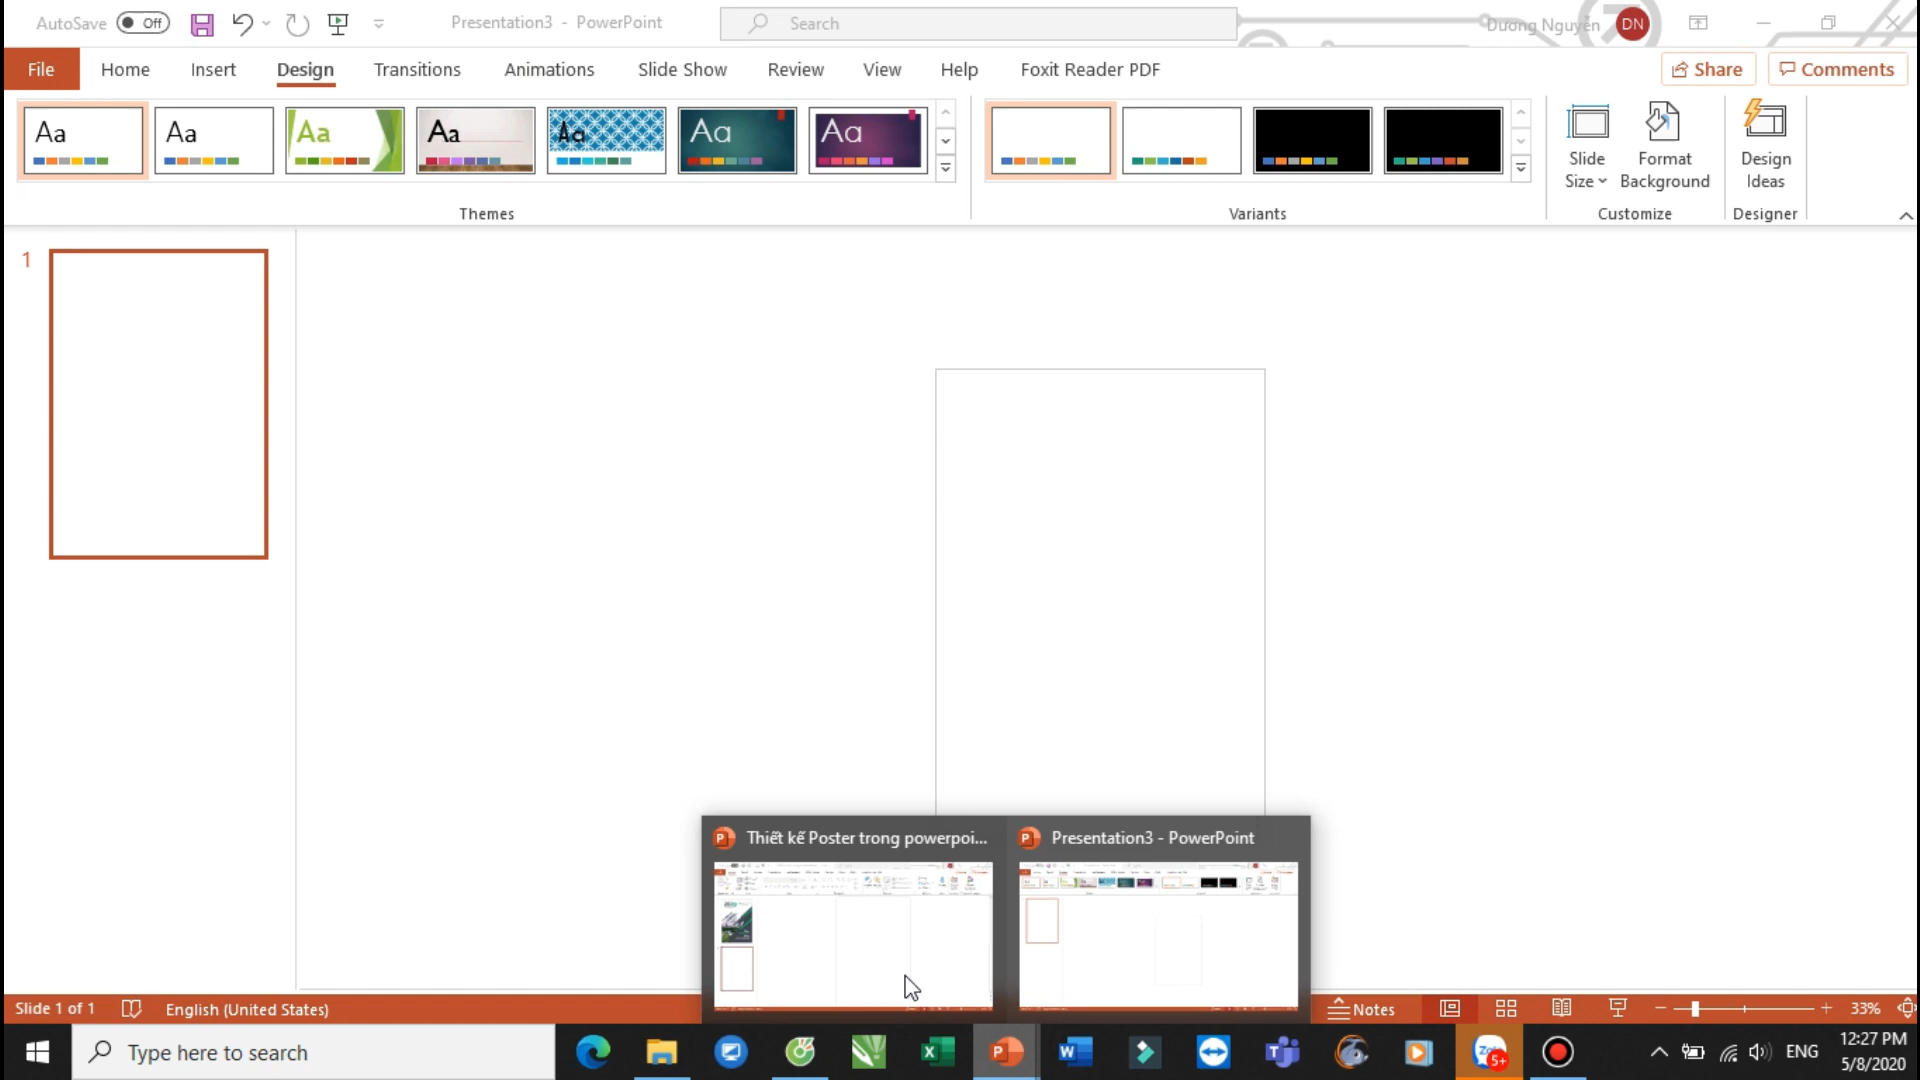 AutoSave Off Presentation3 - PowerPoint Search Dương Nguyễn DN
File Home Insert Design Transitions Animations Slide Show Review View Help Foxit Reader PDF Share Comments
Aa Aa Aa Aa Aa Aa Aa
Slide Size Format Background Design Ideas
Themes Variants Customize Designer
1
Thiết kế Poster trong powerpoi... Presentation3 - PowerPoint
Slide 1 of 1 English (United States) Notes 33%
Type here to search 5+ ENG 12:27 PM
5/8/2020